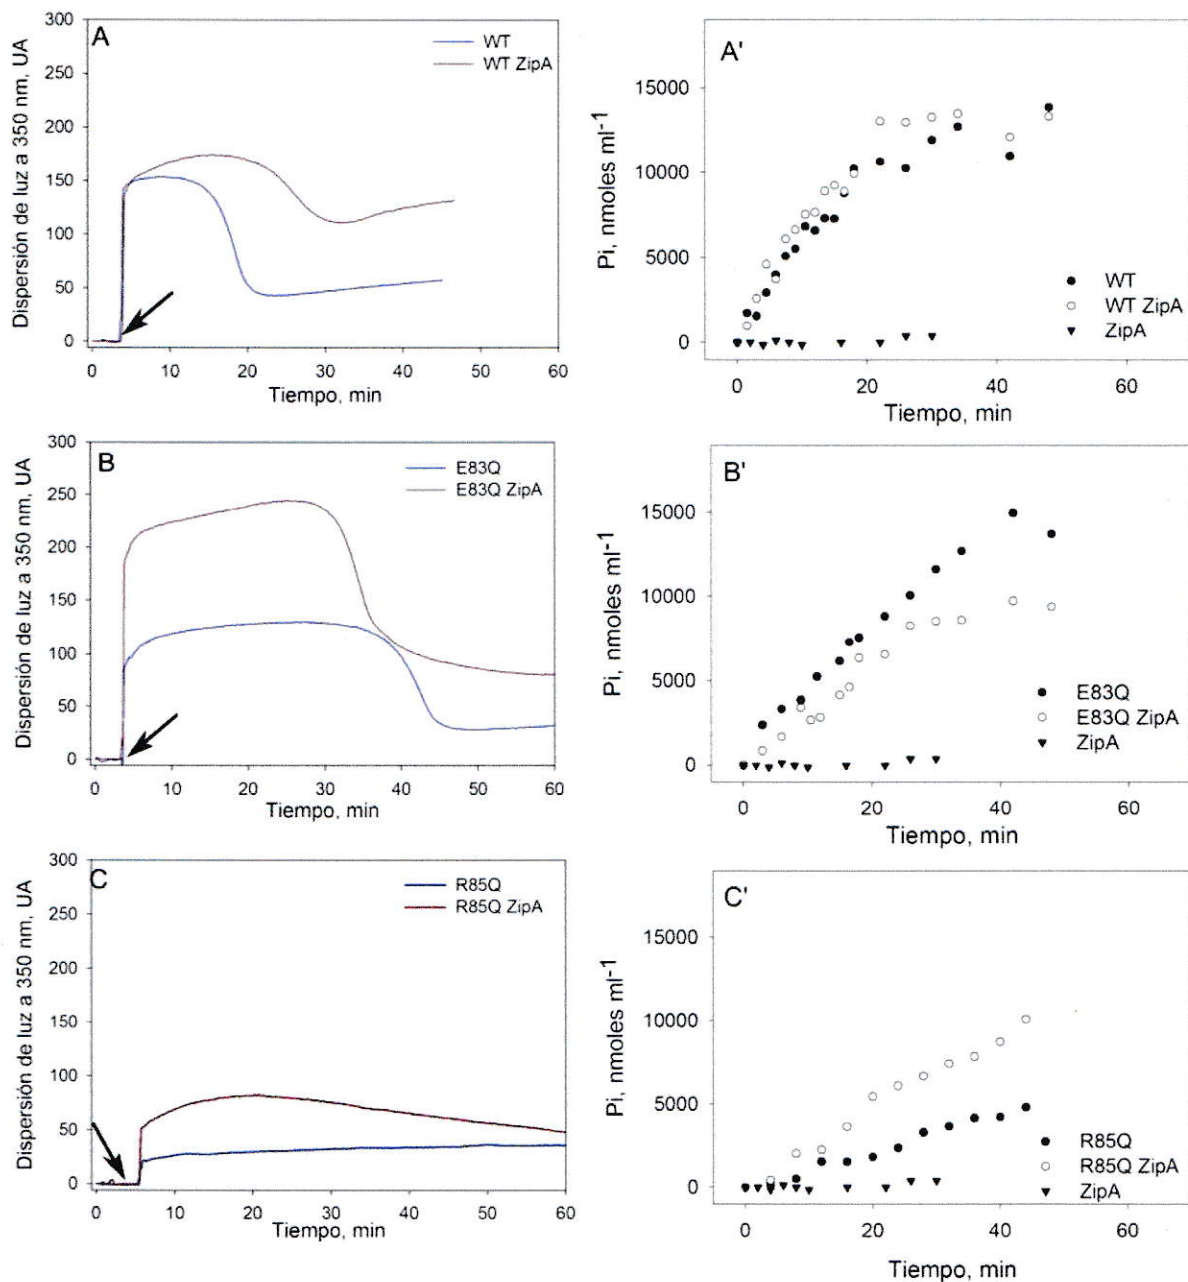 A
Dispersión de luz a 350 nm, UA
300
250
200
150
100
50
0
WT
WT ZipA
0 10 20 30 40 50 60
Tiempo, min
A'
Pi, nmoles ml-1
15000
10000
5000
0
WT
WT ZipA
ZipA
0 20 40 60
Tiempo, min
B
Dispersión de luz a 350 nm, UA
300
250
200
150
100
50
0
E83Q
E83Q ZipA
0 10 20 30 40 50 60
Tiempo, min
B'
Pi, nmoles ml-1
15000
10000
5000
0
E83Q
E83Q ZipA
ZipA
0 20 40 60
Tiempo, min
C
Dispersión de luz a 350 nm, UA
300
250
200
150
100
50
0
R85Q
R85Q ZipA
0 10 20 30 40 50 60
Tiempo, min
C'
Pi, nmoles ml-1
15000
10000
5000
0
R85Q
R85Q ZipA
ZipA
0 20 40 60
Tiempo, min